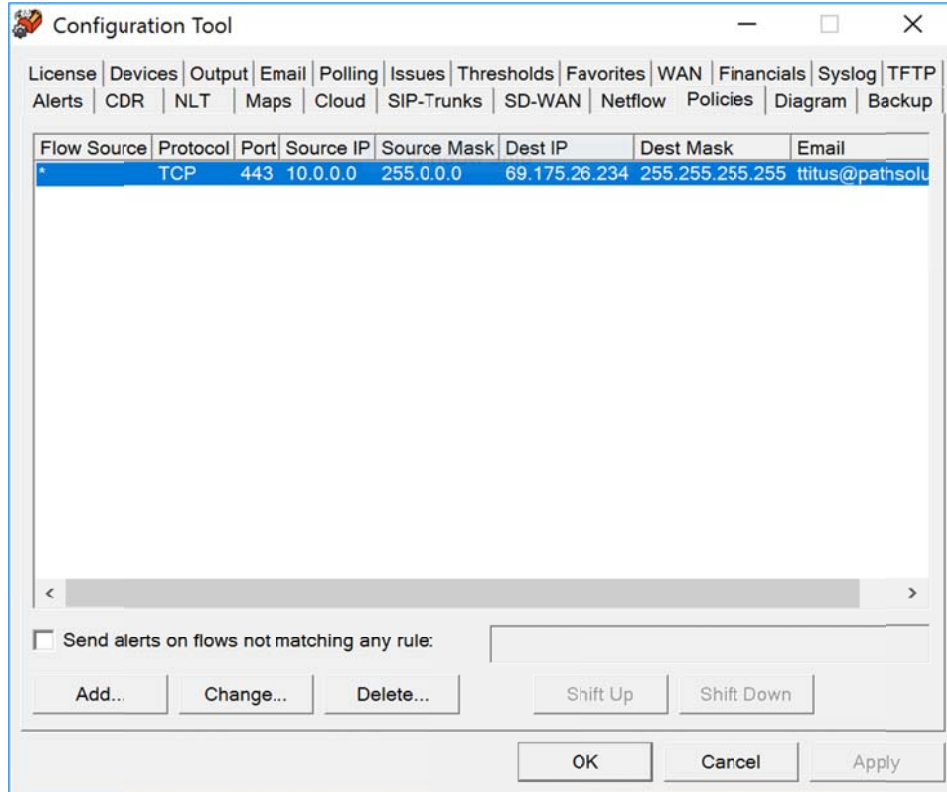 Configuration Tool
License Devices Output Email Polling Issues Thresholds Favorites WAN Financials Syslog TFTP
Alerts CDR NLT Maps Cloud SIP-Trunks SD-WAN Netflow Policies Diagram Backup
Flow Source Protocol Port Source IP Source Mask Dest IP Dest Mask Email
* TCP 443 10.0.0.0 255.0.0.0 69.175.26.234 255.255.255.255 ttitus@pathsolu
Send alerts on flows not matching any rule:
Add... Change... Delete... Shift Up Shift Down
OK Cancel Apply